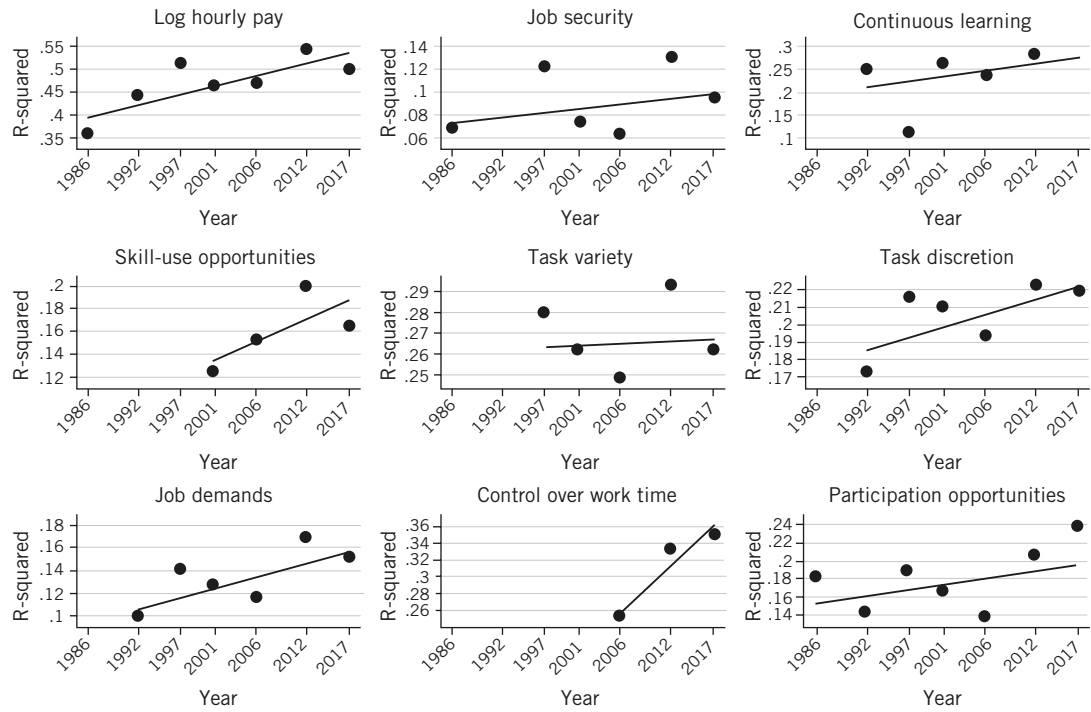 Log hourly pay
R-squared
.55
.5
.45
.4
.35
1986 1992 1997 2001 2006 2012 2017
Year
Job security
R-squared
.14
.12
.1
.08
.06
1986 1992 1997 2001 2006 2012 2017
Year
Continuous learning
R-squared
.3
.25
.2
.15
.1
1986 1992 1997 2001 2006 2012 2017
Year
Skill-use opportunities
R-squared
.2
.18
.16
.14
.12
1986 1992 1997 2001 2006 2012 2017
Year
Task variety
R-squared
.29
.28
.27
.26
.25
1986 1992 1997 2001 2006 2012 2017
Year
Task discretion
R-squared
.22
.21
.2
.19
.18
.17
1986 1992 1997 2001 2006 2012 2017
Year
Job demands
R-squared
.18
.16
.14
.12
.1
1986 1992 1997 2001 2006 2012 2017
Year
Control over work time
R-squared
.36
.34
.32
.3
.28
.26
1986 1992 1997 2001 2006 2012 2017
Year
Participation opportunities
R-squared
.24
.22
.2
.18
.16
.14
1986 1992 1997 2001 2006 2012 2017
Year